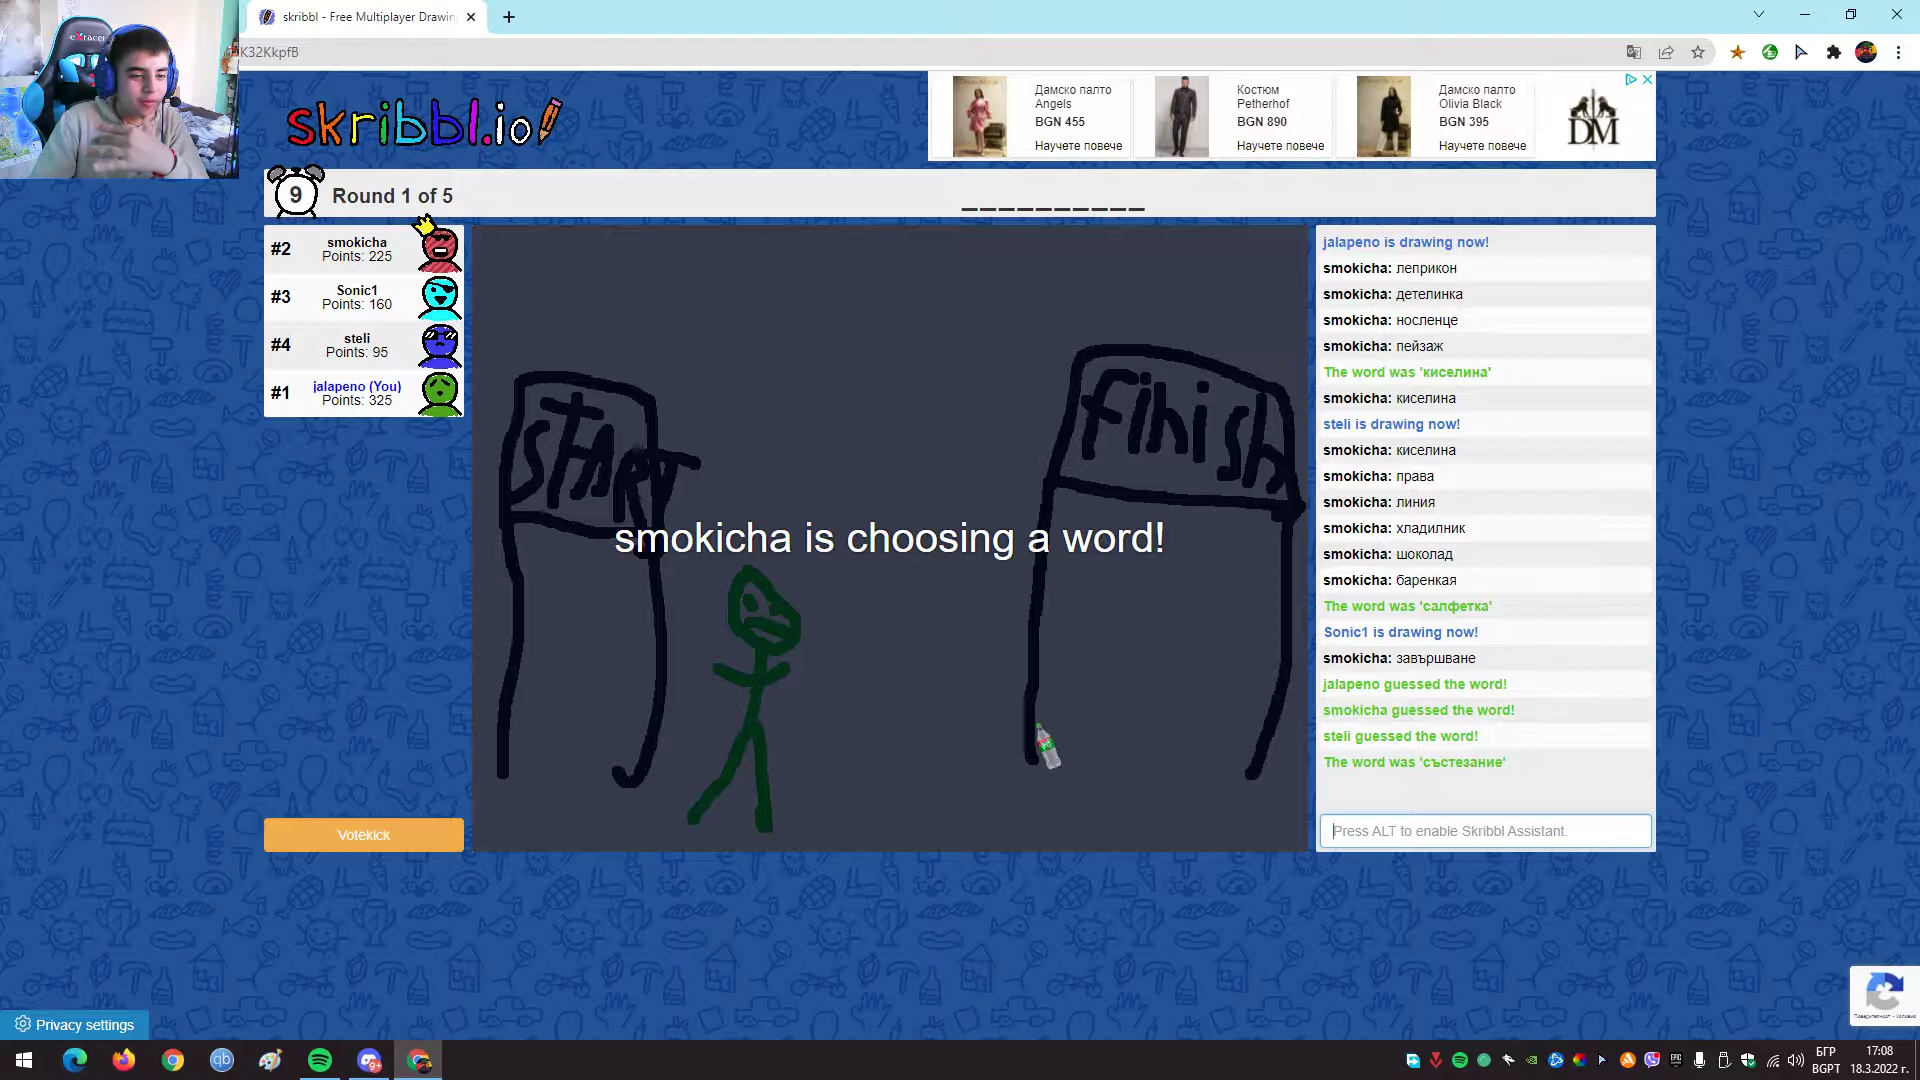 skribbl - Free Multiplayer Drawin
K32KkpfB
skribbl.io
Дамско палто
Angels
BGN 455
Научете повече
Костюм
Petherhof
BGN 890
Научете повече
Дамско палто
Olivia Black
BGN 395
Научете повече
DM
9
Round 1 of 5
__________
#2
smokicha
Points: 225
#3
Sonic1
Points: 160
#4
steli
Points: 95
#1
jalapeno (You)
Points: 325
Votekick
START
finish
smokicha is choosing a word!
jalapeno is drawing now!
smokicha: леприкон
smokicha: детелинка
smokicha: носленце
smokicha: пейзаж
The word was 'киселина'
smokicha: киселина
steli is drawing now!
smokicha: киселина
smokicha: права
smokicha: линия
smokicha: хладилник
smokicha: шоколад
smokicha: баренкая
The word was 'салфетка'
Sonic1 is drawing now!
smokicha: завършване
jalapeno guessed the word!
smokicha guessed the word!
steli guessed the word!
The word was 'състезание'
Press ALT to enable Skribbl Assistant.
Privacy settings
qb
9+
БГР
BGPT
17:08
18.3.2022 г.